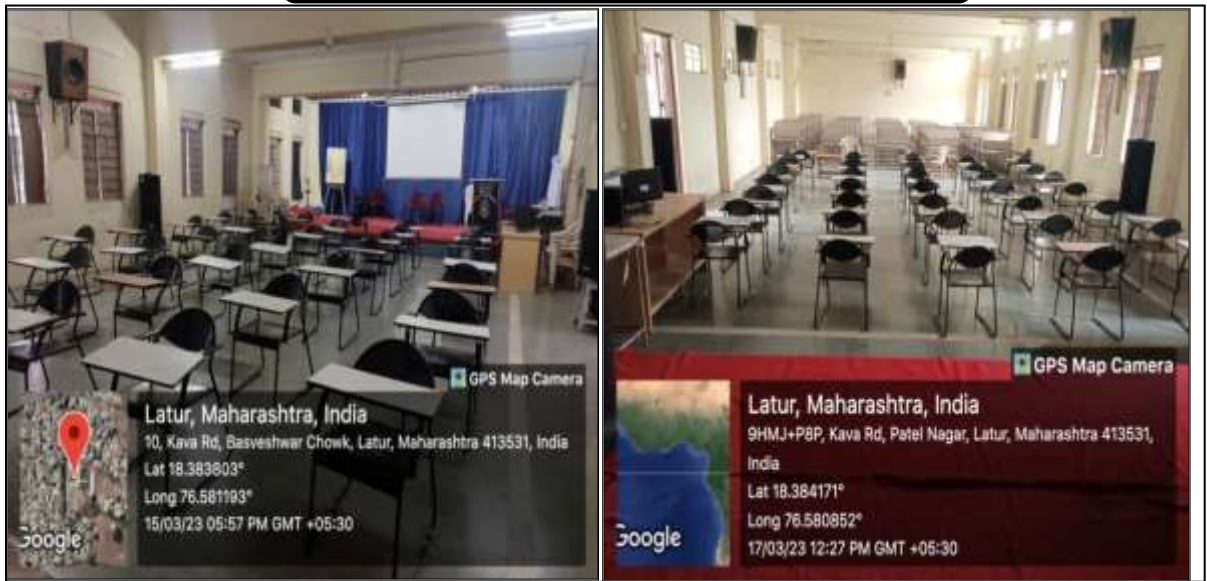 GPS Map Camera
Latur, Maharashtra, India
10, Kava Rd, Basveshwar Chowk, Latur, Maharashtra 413531, India
Lat 18.383803°
Long 76.581193°
15/03/23 05:57 PM GMT +05:30
Google
GPS Map Camera
Latur, Maharashtra, India
9HMJ+P8P, Kava Rd, Patel Nagar, Latur, Maharashtra 413531,
India
Lat 18.384171°
Long 76.580852°
17/03/23 12:27 PM GMT +05:30
Google